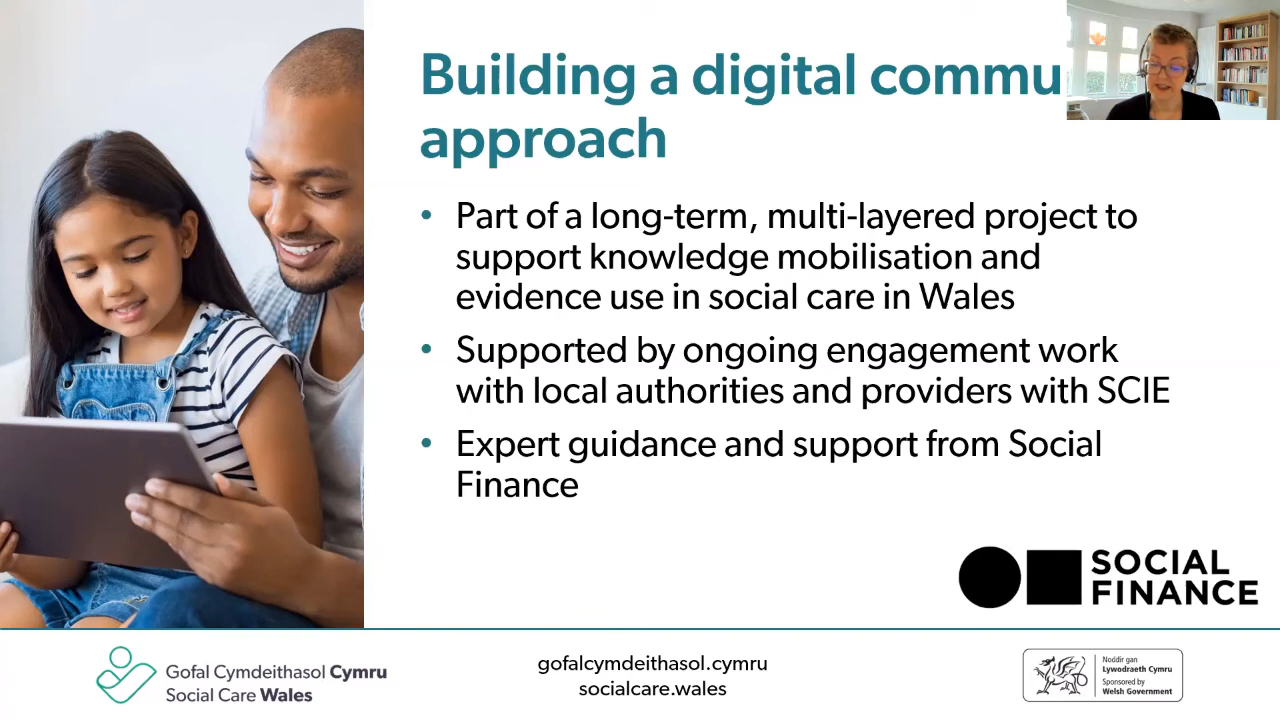 Building a digital commu
approach
• Part of a long-term, multi-layered project to
support knowledge mobilisation and
evidence use in social care in Wales
• Supported by ongoing engagement work
with local authorities and providers with SCIE
• Expert guidance and support from Social
Finance
SOCIAL
FINANCE
Gofal Cymdeithasol Cymru
Social Care Wales
gofalcymdeithasol.cymru
socialcare.wales
Noddir gan
Lywodraeth Cymru
Sponsored by
Welsh Government